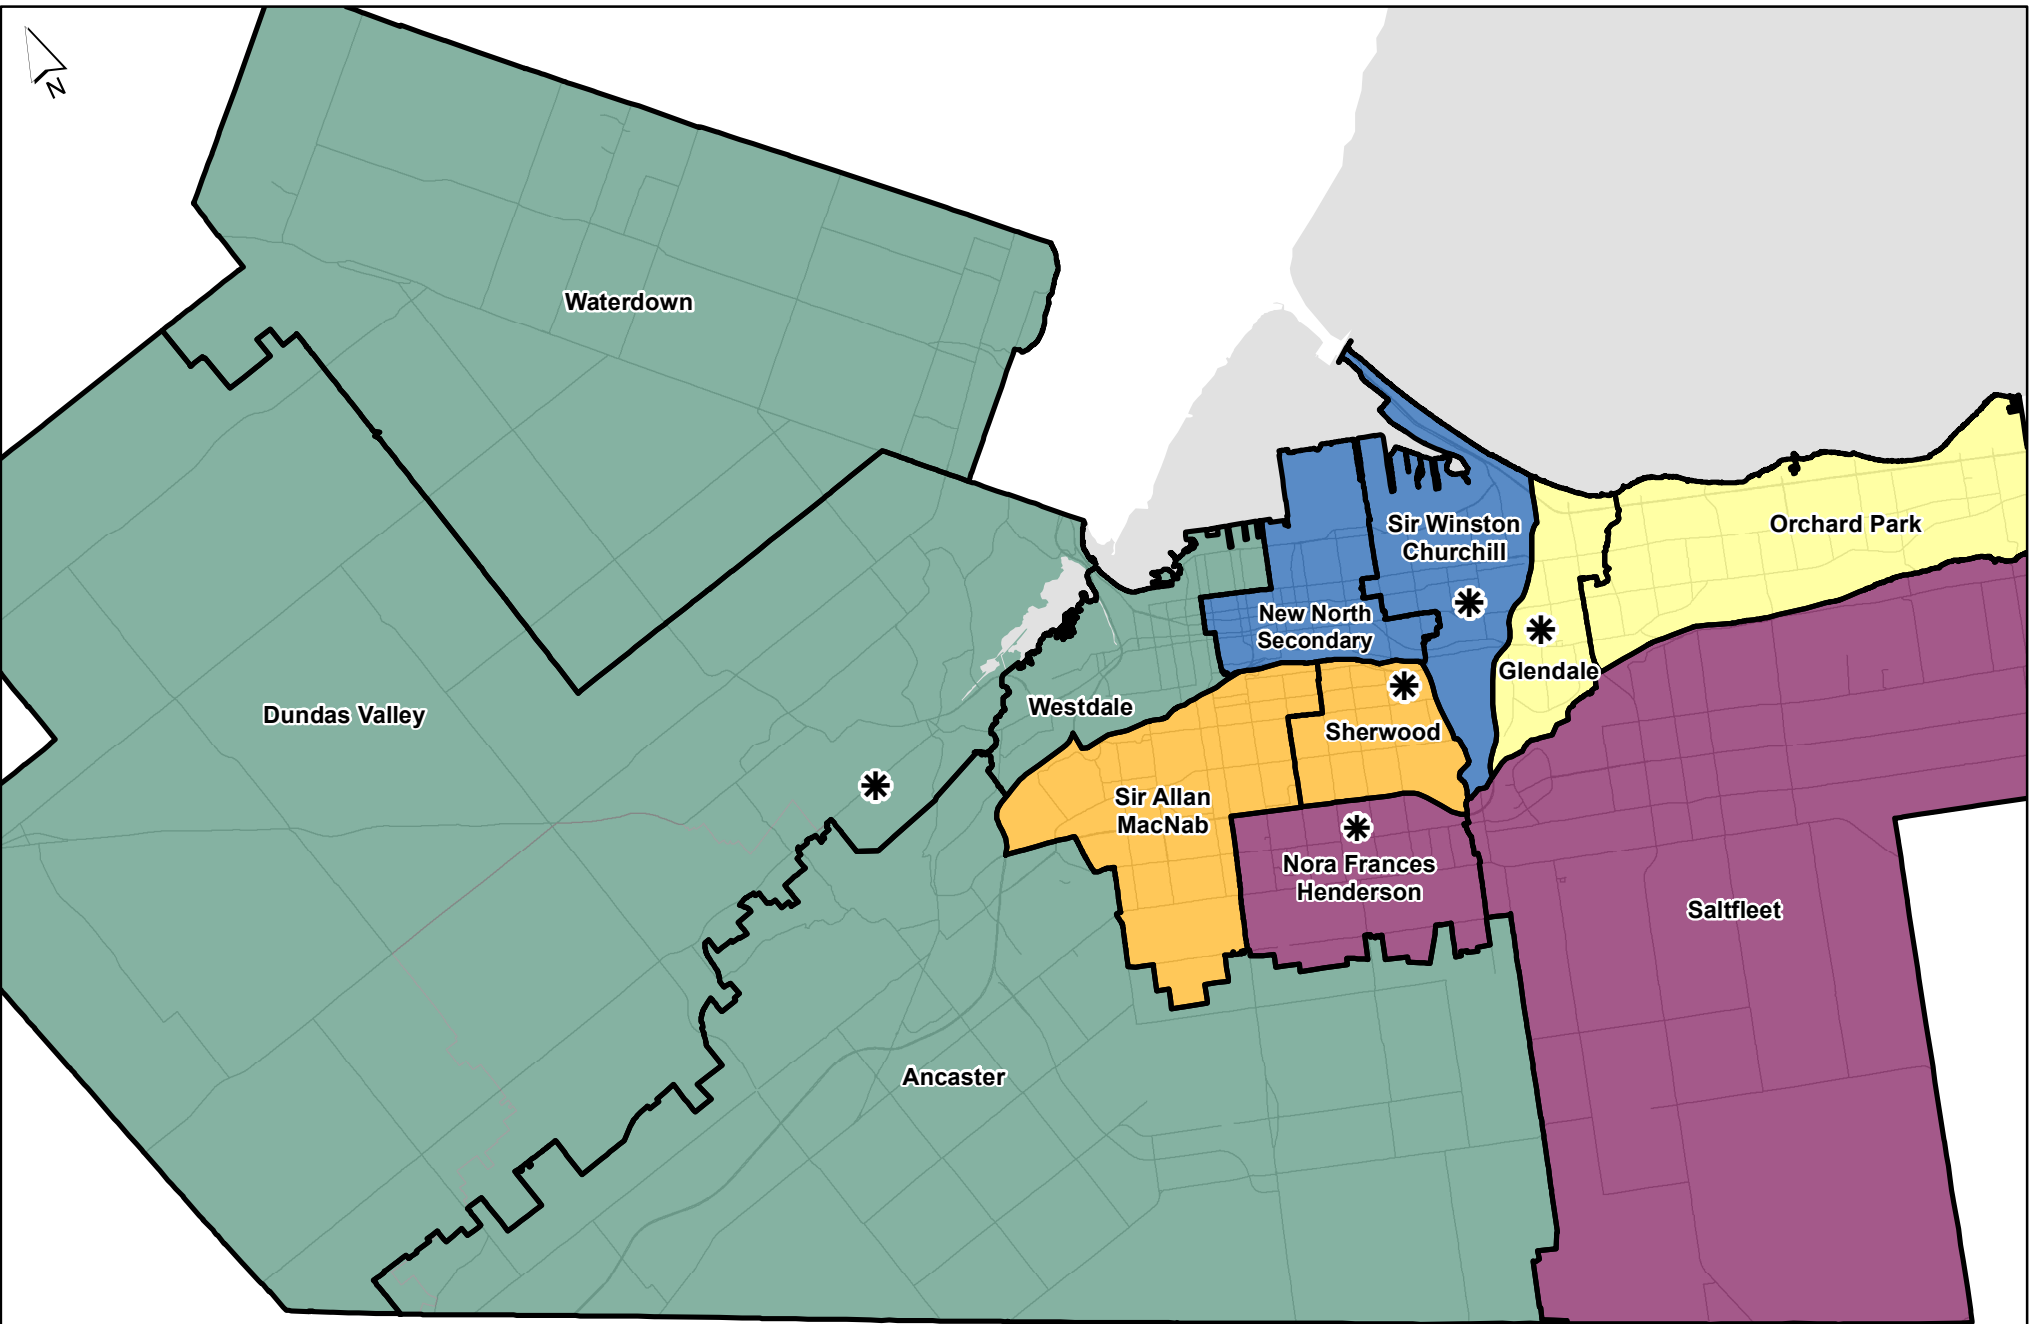 N
Waterdown
Sir Winston
Churchill
Orchard Park
New North
Secondary
Glendale
Dundas Valley
Westdale
Sherwood
Sir Allan
MacNab
Nora Frances
Henderson
Saltfleet
Ancaster